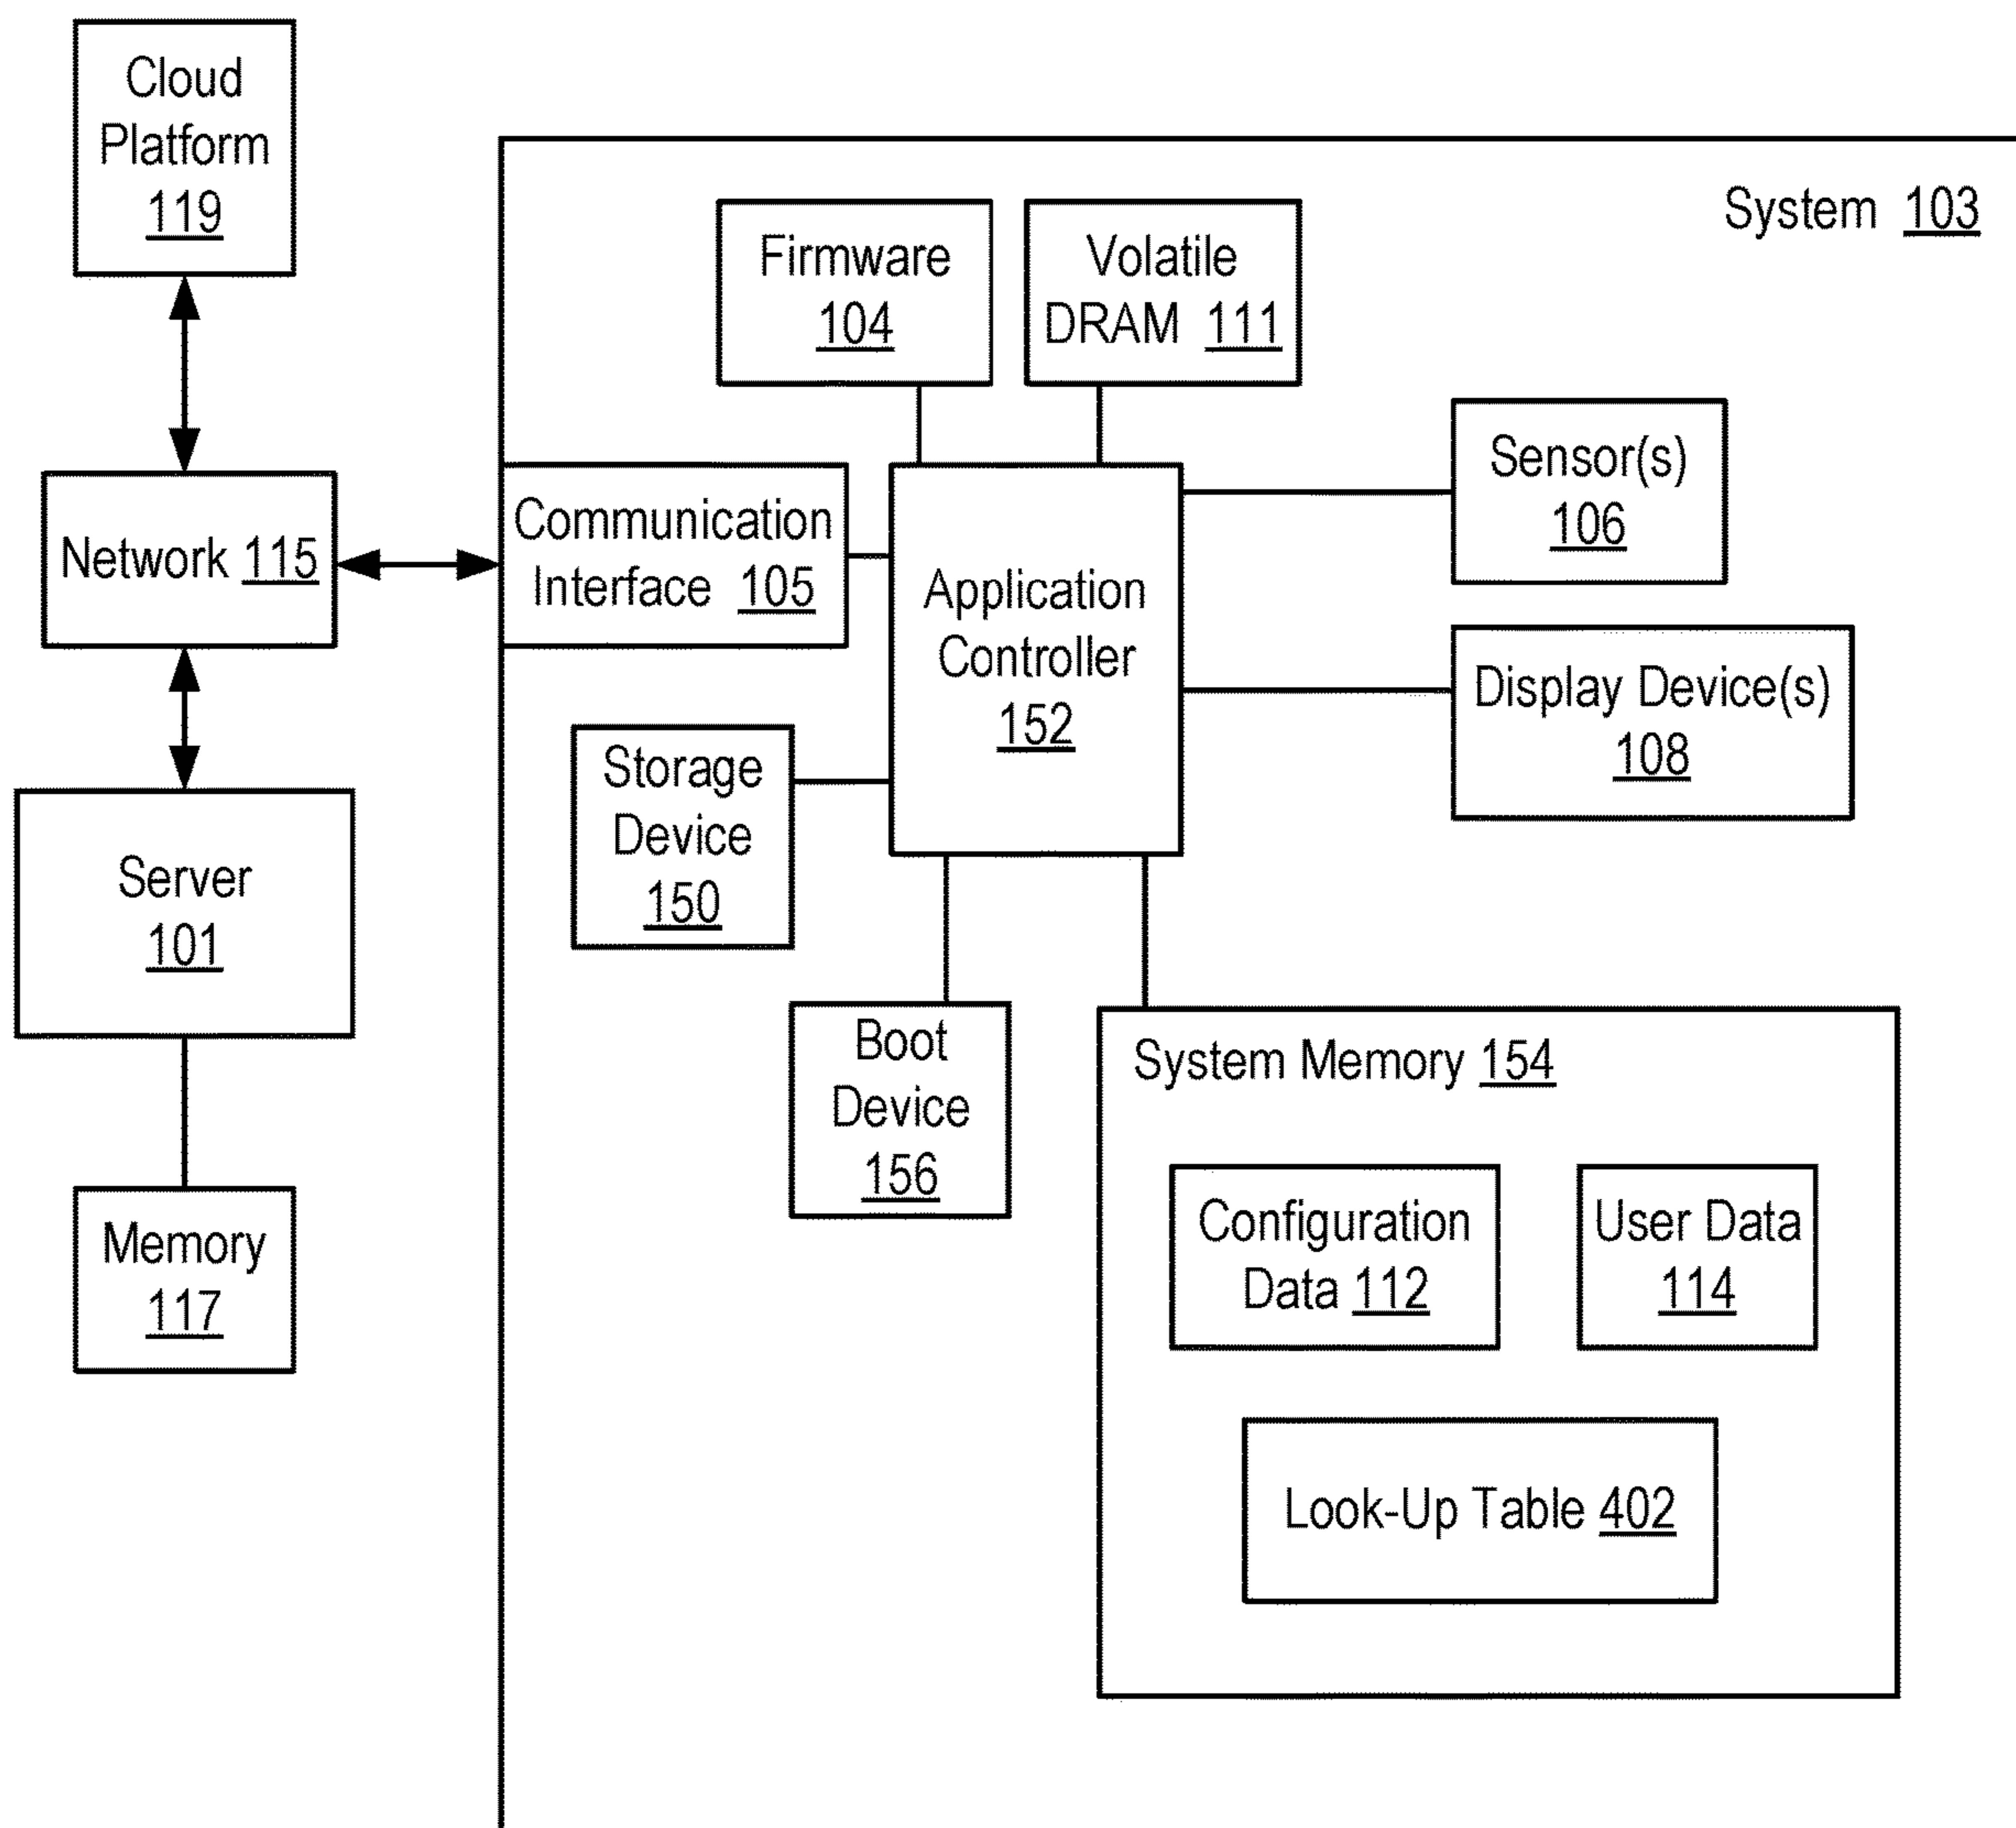 Cloud
Platform
119
System 103
Firmware
104
Volatile
DRAM 111
Sensor(s)
106
Communication
Interface 105
Network 115
Application
Controller
152
Display Device(s)
108
Storage
Device
150
Server
101
Boot
Device
156
System Memory 154
Configuration
Data 112
User Data
114
Memory
117
Look-Up Table 402